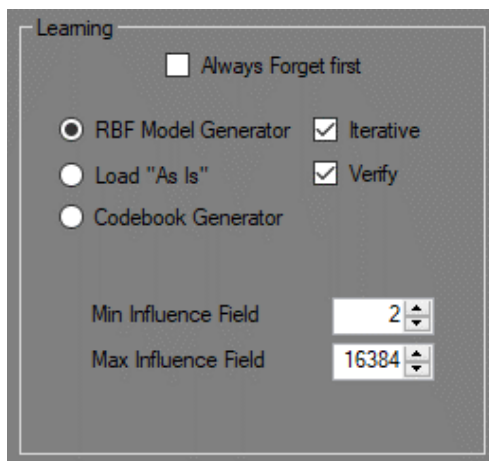 Learning
Always Forget first
RBF Model Generator Iterative
Load "As Is" Verify
Codebook Generator
Min Influence Field 2
Max Influence Field 16384